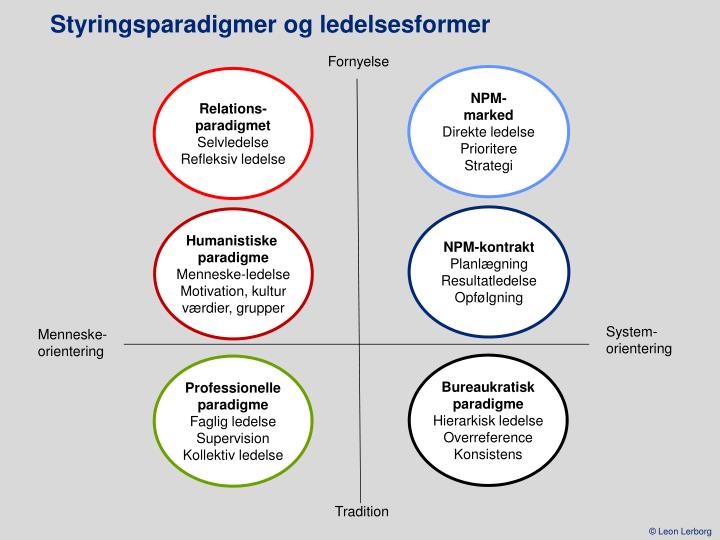 Styringsparadigmer og ledelsesformer
Fornyelse
Relations-
paradigmet
Selvledelse
Refleksiv ledelse
NPM-
marked
Direkte ledelse
Prioritere
Strategi
Humanistiske
paradigme
Menneske-ledelse
Motivation, kultur
værdier, grupper
NPM-kontrakt
Planlægning
Resultatledelse
Opfølgning
Menneske-
orientering
System-
orientering
Professionelle
paradigme
Faglig ledelse
Supervision
Kollektiv ledelse
Bureaukratisk
paradigme
Hierarkisk ledelse
Overreference
Konsistens
Tradition
© Leon Lerborg